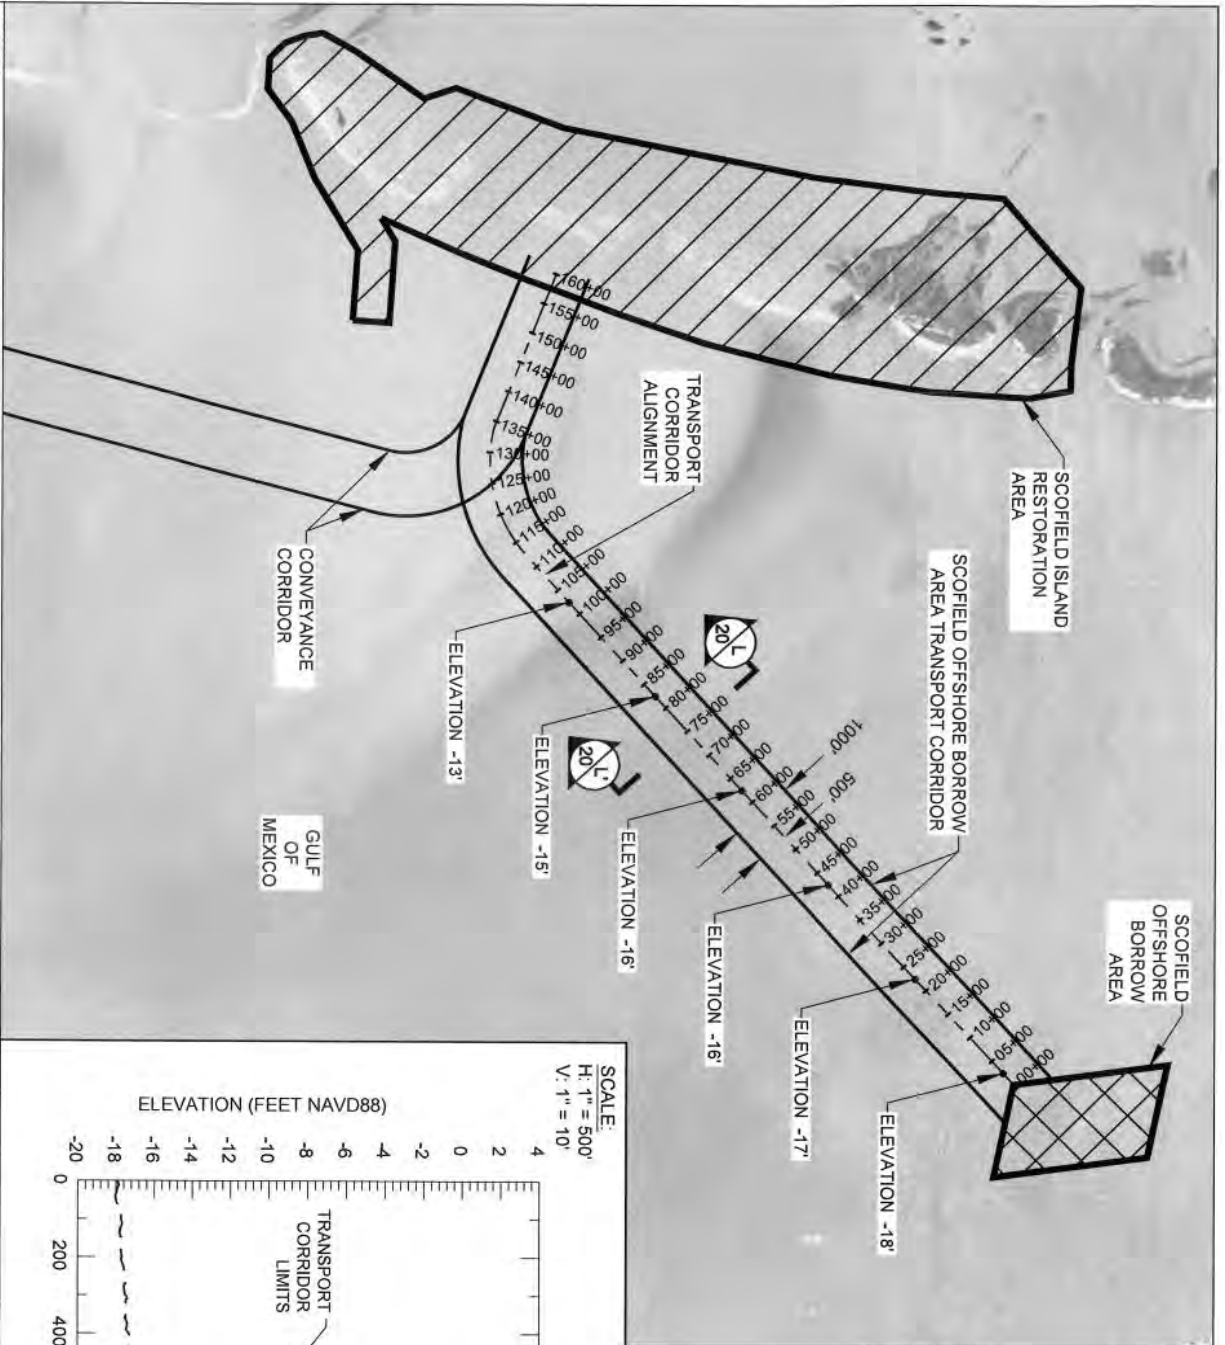 SCOFIELD ISLAND
RESTORATION
AREA
SCOFIELD
OFFSHORE
BORROW
AREA
SCOFIELD OFFSHORE BORROW
AREA TRANSPORT CORRIDOR
TRANSPORT
CORRIDOR
ALIGNMENT
160+00
155+00
150+00
145+00
140+00
135+00
130+00
125+00
120+00
115+00
110+00
105+00
100+00
95+00
90+00
85+00
80+00
75+00
70+00
65+00
60+00
55+00
50+00
45+00
40+00
35+00
30+00
25+00
20+00
15+00
10+00
05+00
00+00
L
20
L'
20
1000'
500'
CONVEYANCE
CORRIDOR
ELEVATION -13'
ELEVATION -15'
ELEVATION -16'
ELEVATION -16'
ELEVATION -17'
ELEVATION -18'
GULF
OF
MEXICO
SCALE:
H: 1" = 500'
V: 1" = 10'
ELEVATION (FEET NAVD88)
4
2
0
-2
-4
-6
-8
-10
-12
-14
-16
-18
-20
0
200
400
TRANSPORT
CORRIDOR
LIMITS